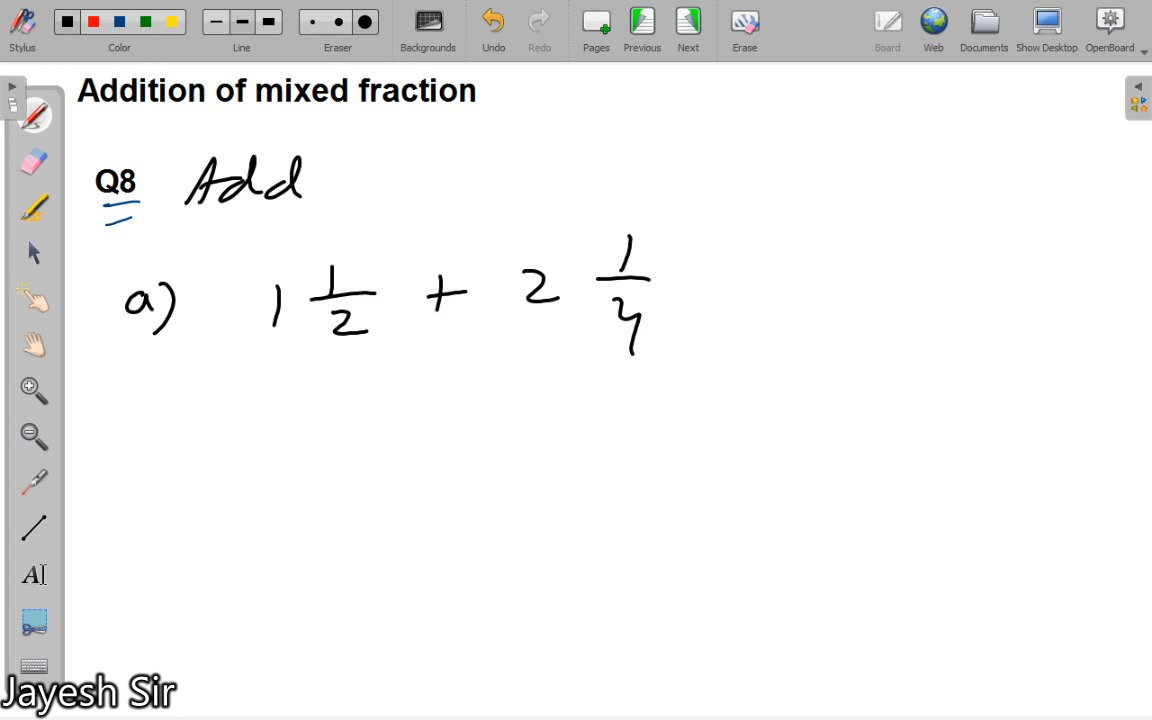 Stylus Color Line Eraser Backgrounds Undo Redo Pages Previous Next Erase Board Web Documents Show Desktop OpenBoard
Addition of mixed fraction
Q8 Add
a) 1 1/2 + 2 1/4
Jayesh Sir